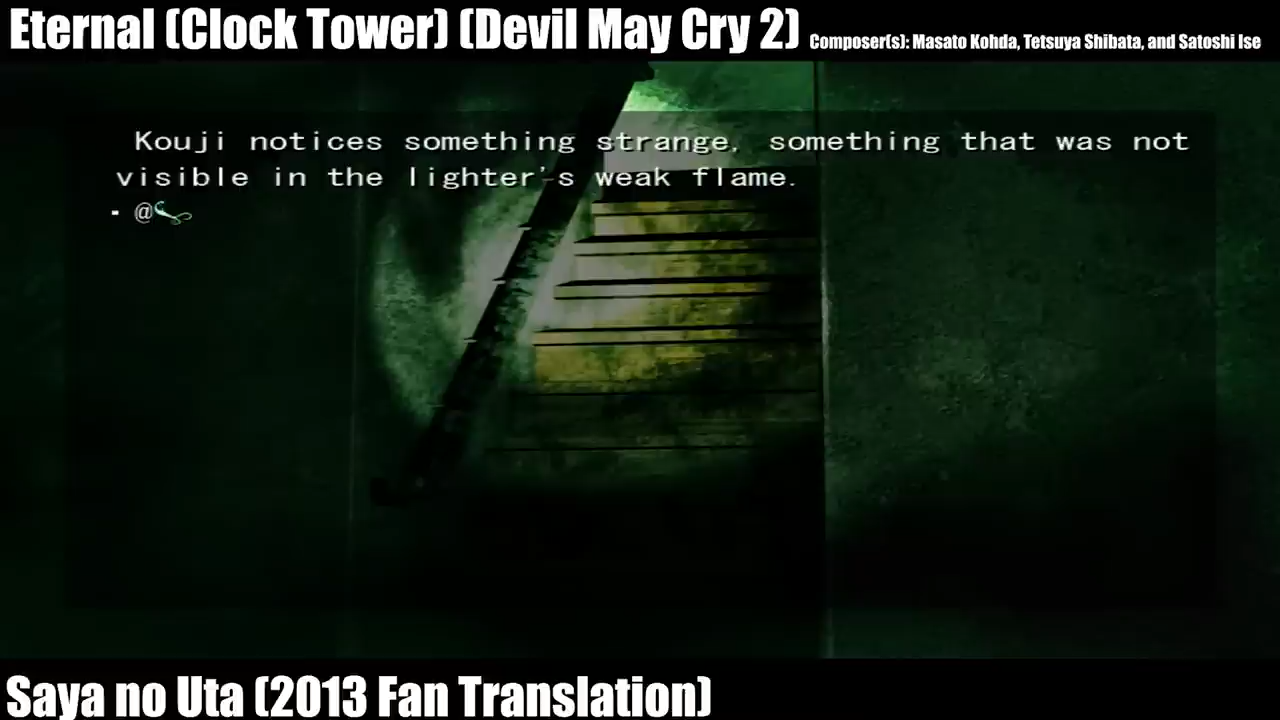 Eternal (Clock Tower) (Devil May Cry 2) Composer(s): Masato Kohda, Tetsuya Shibata, and Satoshi Ise
Kouji notices something strange, something that was not
visible in the lighter's weak flame.
･@
Saya no Uta (2013 Fan Translation)